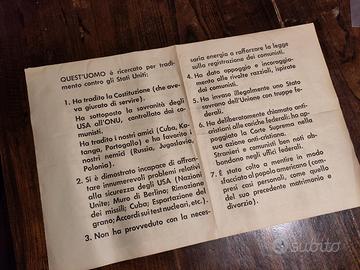 QUEST'UOMO è ricercato per tradi-
mento contro gli Stati Uniti:
1. Ha tradito la Costituzione (che ave-
va giurato di servire).
Ha sottoposto la sovranità degli
USA all'ONU, controllato dai co-
munisti.
Ha tradito i nostri amici (Cuba, Ka-
tanga, Portogallo) e ha favorito i
nostri nemici (Russia, Jugoslavia,
Polonia).
2. Si è dimostrato incapace di affron-
tare innumerevoli problemi relativi
alla sicurezza degli USA (Nazioni
Unite; Muro di Berlino; Rimozione
dei missili; Cuba; Esportazione del
grano; Accordi sui test nucleari, etc.).
3. Non ha provveduto con la neces-
saria energia a rafforzare la legge
sulla registrazione dei comunisti.
4. Ha dato appoggio e incoraggia-
mento alle rivolte razziali, ispirate
dai comunisti.
5. Ha invaso illegalmente uno Stato
sovrano dell'Unione con truppe fe-
derali.
6. Ha deliberatamente chiamato anti-
cristiani alle cariche federali; ha ap-
poggiato la Corte Suprema nella
sua azione anti-cristiana.
Stranieri e comunisti ben noti ab-
bondano negli uffici federali.
7. È stato colto a mentire in modo
sfacciato al popolo americano (com-
presi casi personali, come quello
del suo precedente matrimonio e
divorzio).
subito